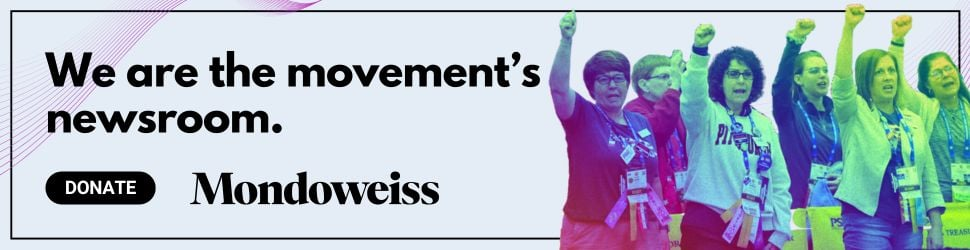 We are the movement’s
newsroom.
DONATE
Mondoweiss